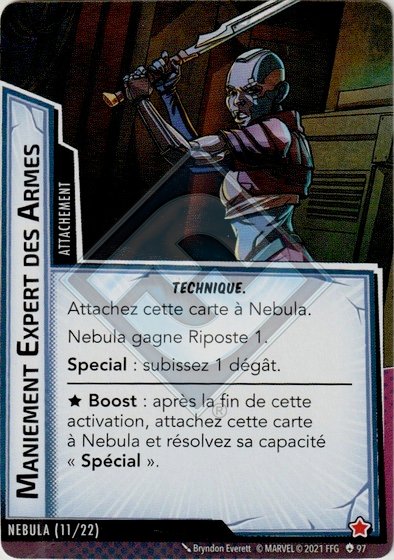 MANIEMENT EXPERT DES ARMES
ATTACHEMENT
TECHNIQUE.
Attachez cette carte à Nebula.
Nebula gagne Riposte 1.
Special : subissez 1 dégât.
★ Boost : après la fin de cette
activation, attachez cette carte
à Nebula et résolvez sa capacité
« Spécial ».
®
NEBULA (11/22)
Bryndon Everett © MARVEL © 2021 FFG 97